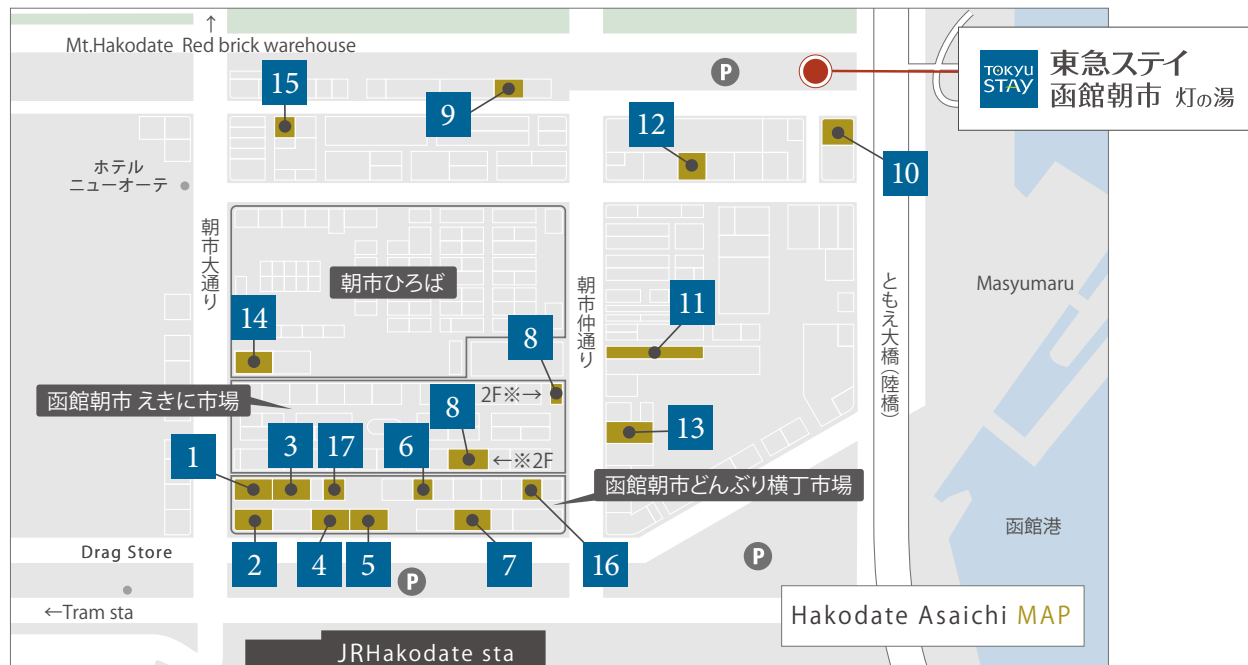 ↑
Mt.Hakodate Red brick warehouse
P
TOKYU
STAY
東急ステイ
函館朝市 灯の湯
15
9
12
10
ホテル
ニューオーテ
朝市大通り
朝市ひろば
朝市仲通り
ともえ大橋(陸橋)
Masyumaru
14
11
8
2F※→
函館朝市 えきに市場
8
←※2F
13
1
3
17
6
函館朝市どんぶり横丁市場
函館港
2
4
5
7
16
Drag Store
P
P
←Tram sta
Hakodate Asaichi MAP
JRHakodate sta